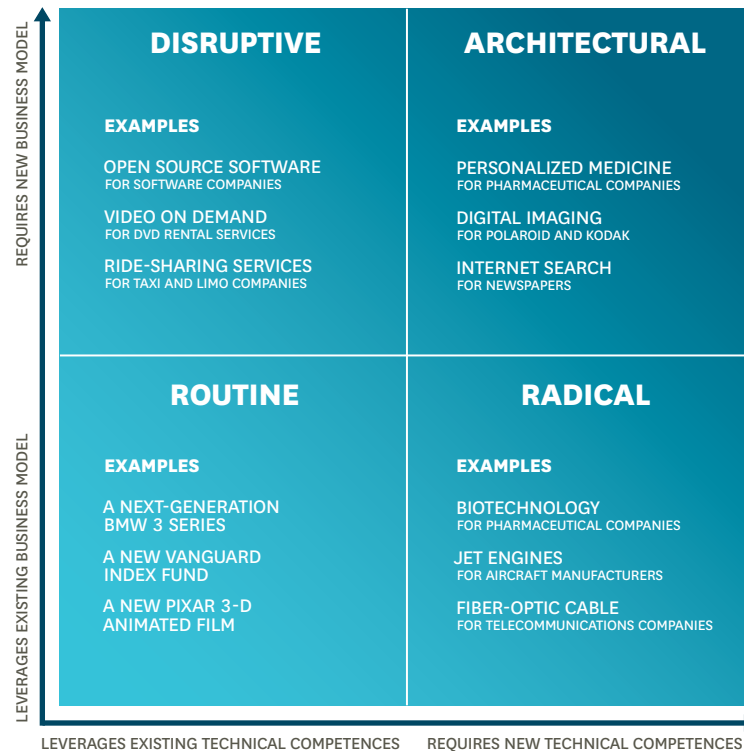 REQUIRES NEW BUSINESS MODEL
DISRUPTIVE
EXAMPLES
OPEN SOURCE SOFTWARE
FOR SOFTWARE COMPANIES
VIDEO ON DEMAND
FOR DVD RENTAL SERVICES
RIDE-SHARING SERVICES
FOR TAXI AND LIMO COMPANIES
ARCHITECTURAL
EXAMPLES
PERSONALIZED MEDICINE
FOR PHARMACEUTICAL COMPANIES
DIGITAL IMAGING
FOR POLAROID AND KODAK
INTERNET SEARCH
FOR NEWSPAPERS
LEVERAGES EXISTING BUSINESS MODEL
ROUTINE
EXAMPLES
A NEXT-GENERATION
BMW 3 SERIES
A NEW VANGUARD
INDEX FUND
A NEW PIXAR 3-D
ANIMATED FILM
RADICAL
EXAMPLES
BIOTECHNOLOGY
FOR PHARMACEUTICAL COMPANIES
JET ENGINES
FOR AIRCRAFT MANUFACTURERS
FIBER-OPTIC CABLE
FOR TELECOMMUNICATIONS COMPANIES
LEVERAGES EXISTING TECHNICAL COMPETENCES
REQUIRES NEW TECHNICAL COMPETENCES